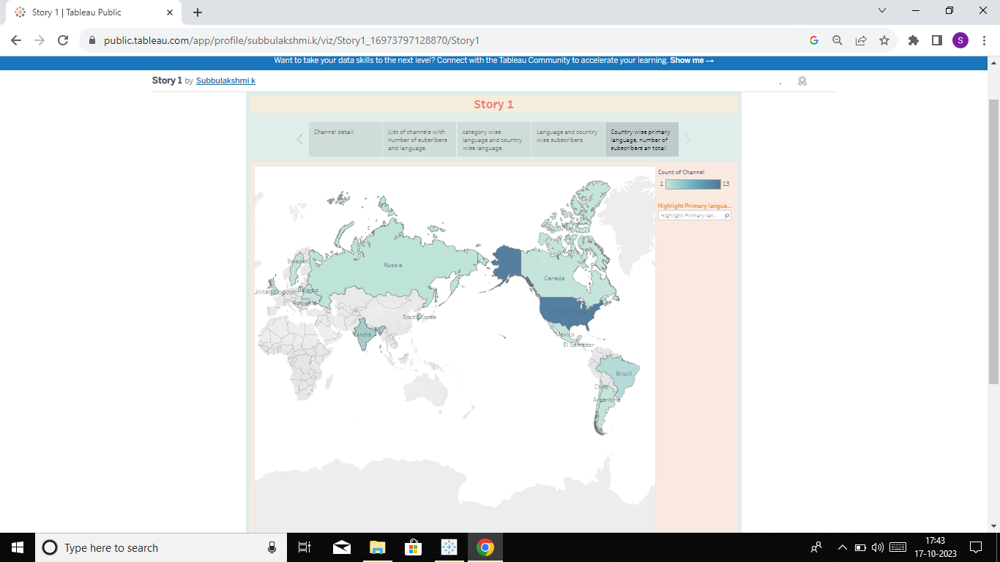 Story 1 | Tableau Public
public.tableau.com/app/profile/subbulakshmi.k/viz/Story1_16973797128870/Story1
S
Want to take your data skills to the next level? Connect with the Tableau Community to accelerate your learning. Show me →
Story 1 by Subbulakshmi k
Story 1
Channel detail.
List of channels with
number of subsribers
and language.
category wise
language and country
wise language.
Language and country
wise subscribers.
Country wise primary
language, number of
subscribers an total.
Count of Channel
1 13
Highlight Primary langua...
Highlight Primary lan...
Sweden
Russia
Canada
United Kingdom
Belarus
Romania
United States
South Korea
India
Mexico
El Salvador
Brazil
Chile
Argentina
Type here to search
17:43
17-10-2023